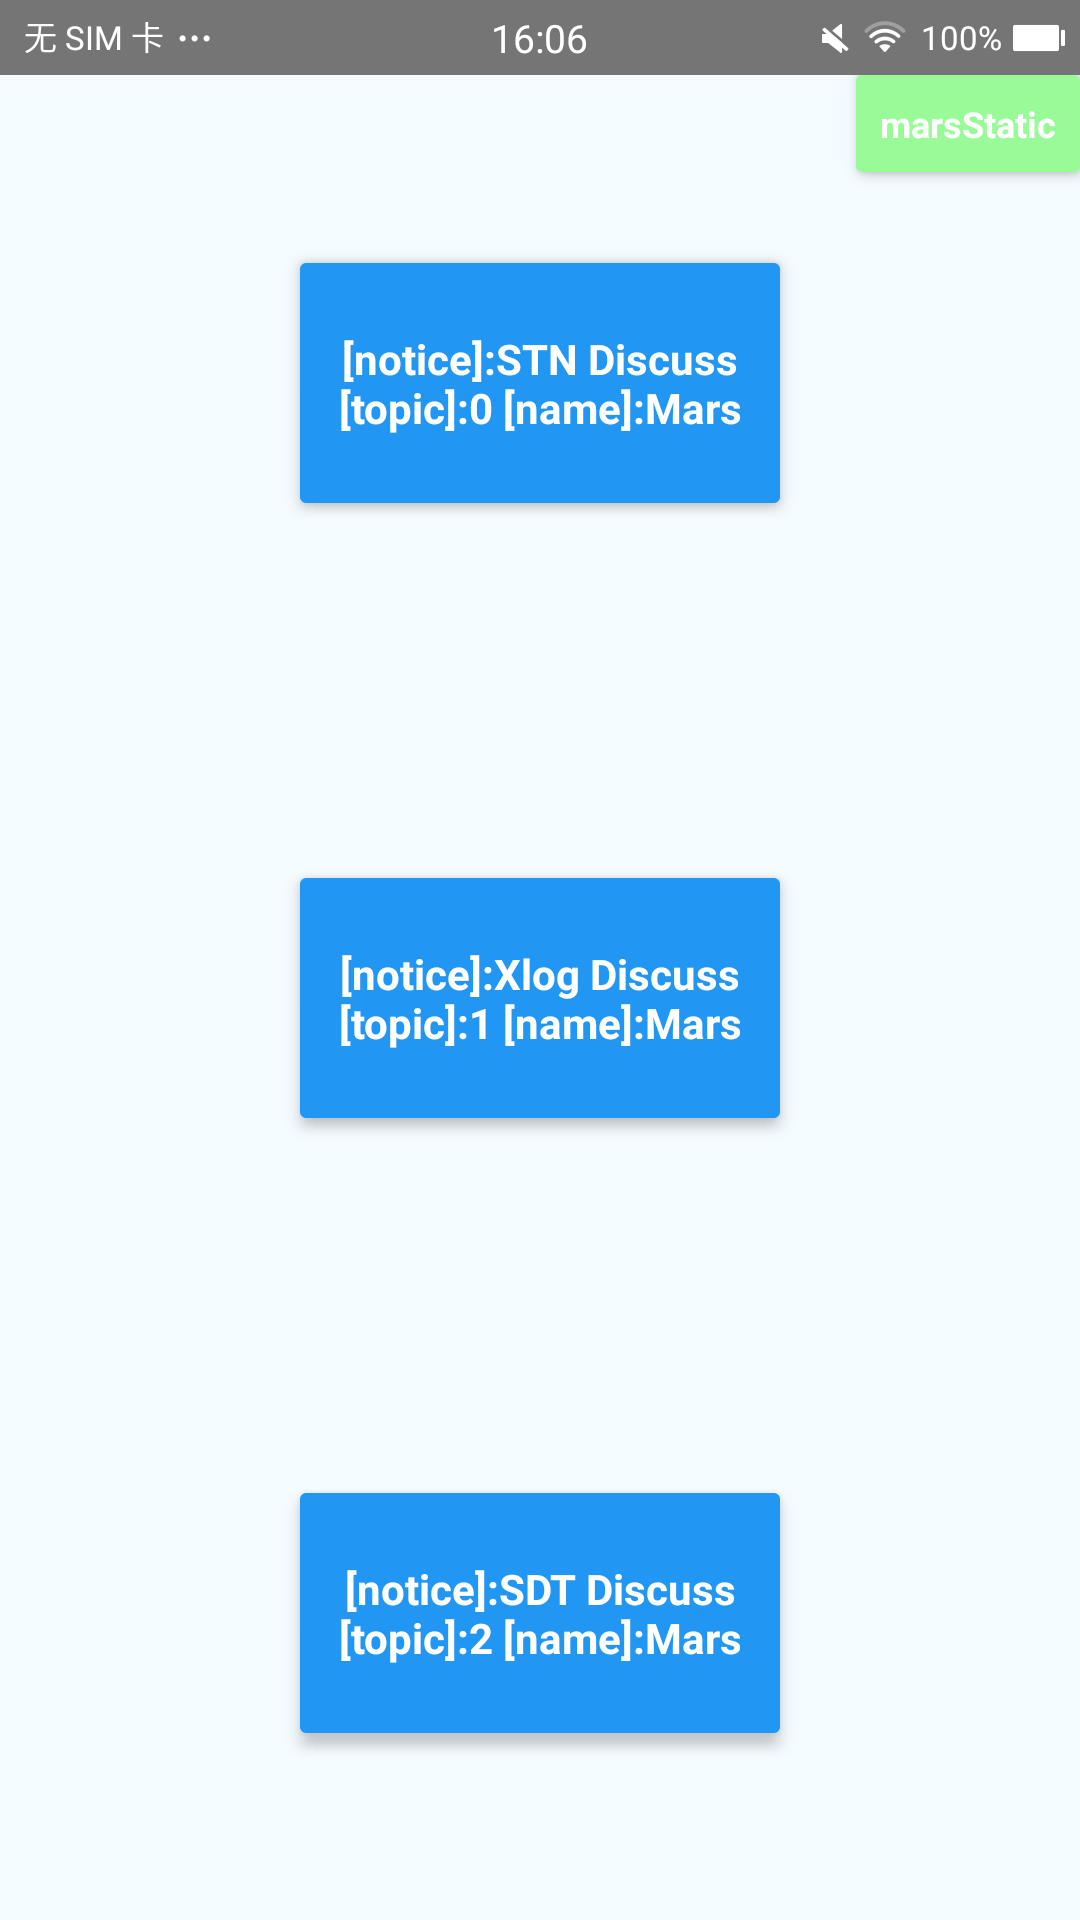 无 SIM 卡 ···
16:06
100%
marsStatic
[notice]:STN Discuss
[topic]:0 [name]:Mars
[notice]:Xlog Discuss
[topic]:1 [name]:Mars
[notice]:SDT Discuss
[topic]:2 [name]:Mars